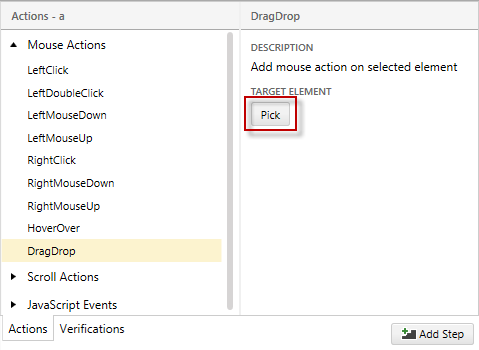 Actions - a
Mouse Actions
LeftClick
LeftDoubleClick
LeftMouseDown
LeftMouseUp
RightClick
RightMouseDown
RightMouseUp
HoverOver
DragDrop
Scroll Actions
JavaScript Events
Actions Verifications
DragDrop
DESCRIPTION
Add mouse action on selected element
TARGET ELEMENT
Pick
Add Step